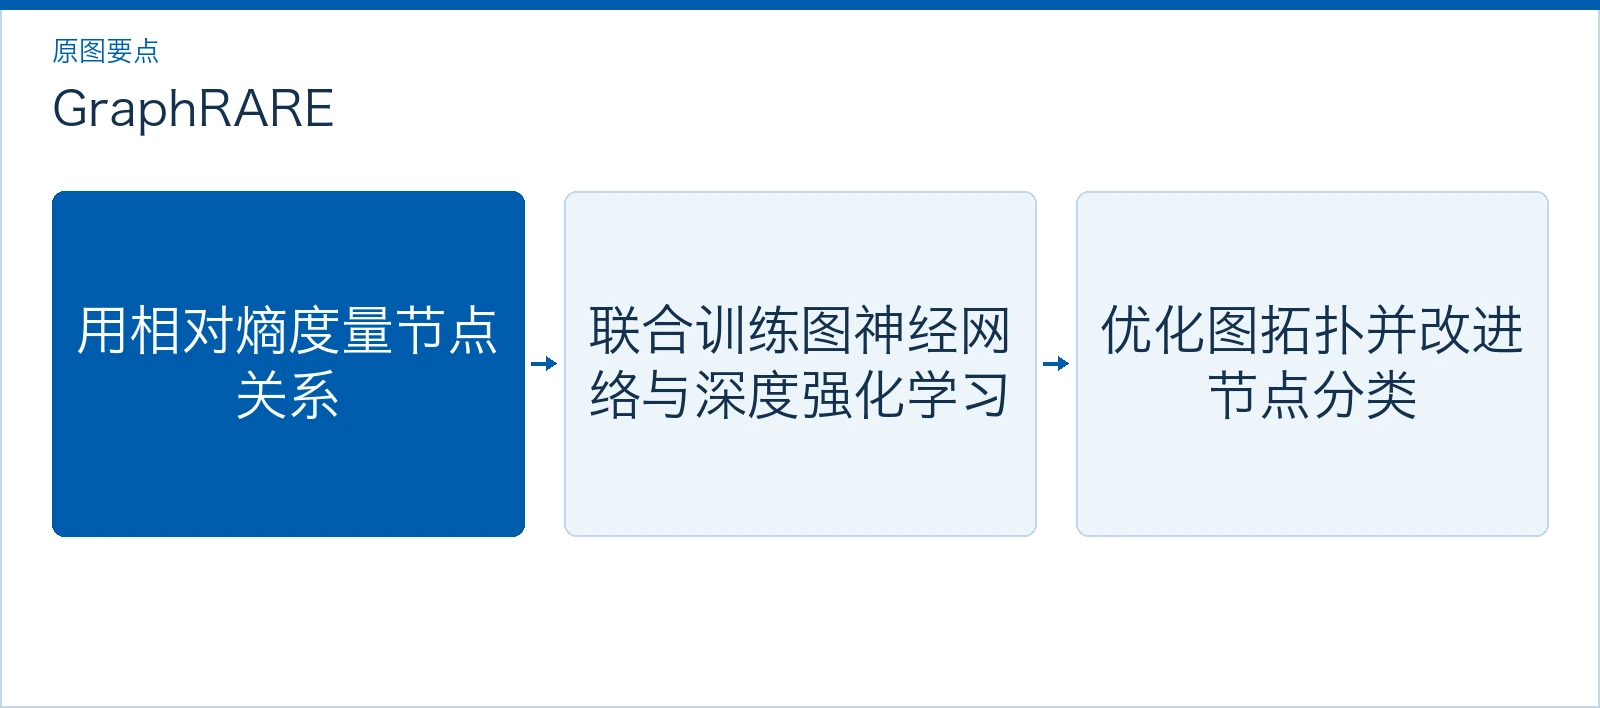 原图要点
GraphRARE
用相对熵度量节点
关系
联合训练图神经网
络与深度强化学习
优化图拓扑并改进
节点分类